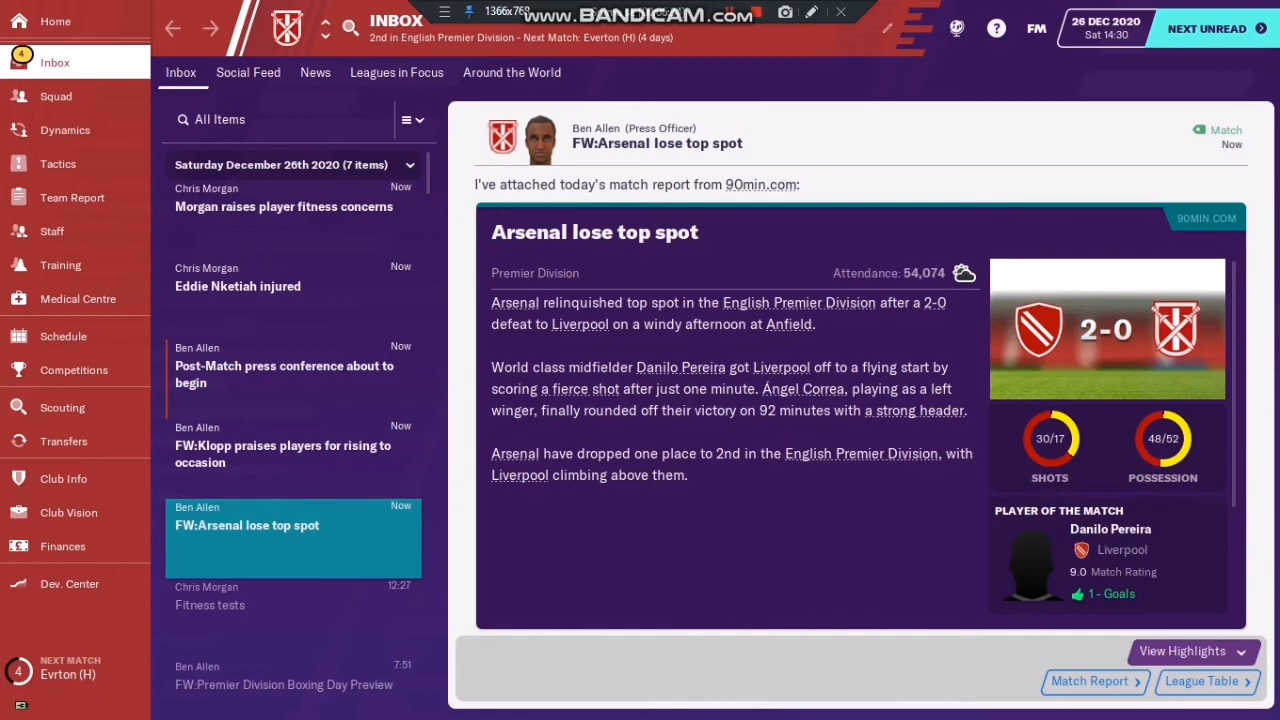 Home
4
Inbox
Squad
Dynamics
Tactics
Team Report
Staff
Training
Medical Centre
Schedule
Competitions
Scouting
Transfers
Club Info
Club Vision
Finances
Dev. Center
4
NEXT MATCH
Evrton (H)
INBOX
2nd in English Premier Division - Next Match: Everton (H) (4 days)
1366x768
www.BANDICAM.com
FM
26 DEC 2020
Sat 14:30
NEXT UNREAD
Inbox
Social Feed
News
Leagues in Focus
Around the World
All Items
Saturday December 26th 2020 (7 items)
Chris Morgan
Now
Morgan raises player fitness concerns
Chris Morgan
Now
Eddie Nketiah injured
Ben Allen
Now
Post-Match press conference about to
begin
Ben Allen
Now
FW:Klopp praises players for rising to
occasion
Ben Allen
Now
FW:Arsenal lose top spot
Chris Morgan
12:27
Fitness tests
Ben Allen
7:51
FW:Premier Division Boxing Day Preview
Ben Allen (Press Officer)
FW:Arsenal lose top spot
Match
Now
I've attached today's match report from 90min.com:
90MIN.COM
Arsenal lose top spot
Premier Division
Attendance: 54,074
Arsenal relinquished top spot in the English Premier Division after a 2-0
defeat to Liverpool on a windy afternoon at Anfield.
World class midfielder Danilo Pereira got Liverpool off to a flying start by
scoring a fierce shot after just one minute. Ángel Correa, playing as a left
winger, finally rounded off their victory on 92 minutes with a strong header.
Arsenal have dropped one place to 2nd in the English Premier Division, with
Liverpool climbing above them.
2-0
30/17
SHOTS
48/52
POSSESSION
PLAYER OF THE MATCH
Danilo Pereira
Liverpool
9.0 Match Rating
1 - Goals
View Highlights
Match Report
League Table